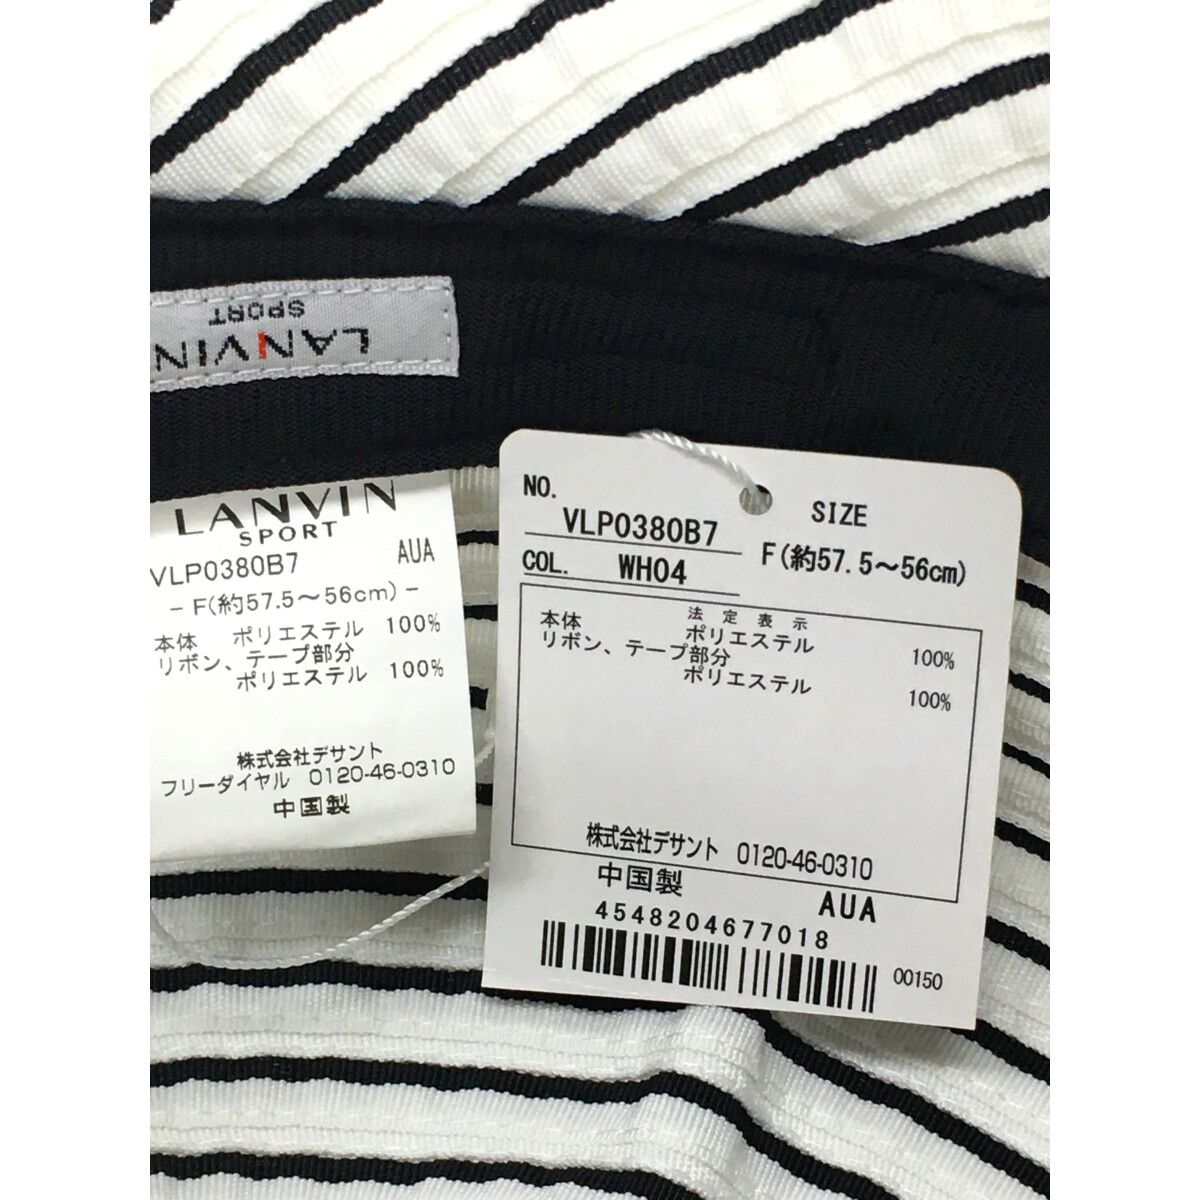 LANVIN
SPORT
LANVIN
SPORT
VLP0380B7 AUA
- F(約57.5～56cm) -
本体 ポリエステル 100%
リボン、テープ部分
ポリエステル 100%
株式会社デサント
フリーダイヤル 0120-46-0310
中国製
NO. VLP0380B7
COL. WH04
SIZE
F(約57.5～56cm)
法定表示
本体 ポリエステル 100%
リボン、テープ部分
ポリエステル 100%
株式会社デサント 0120-46-0310
中国製
AUA
4548204677018
00150